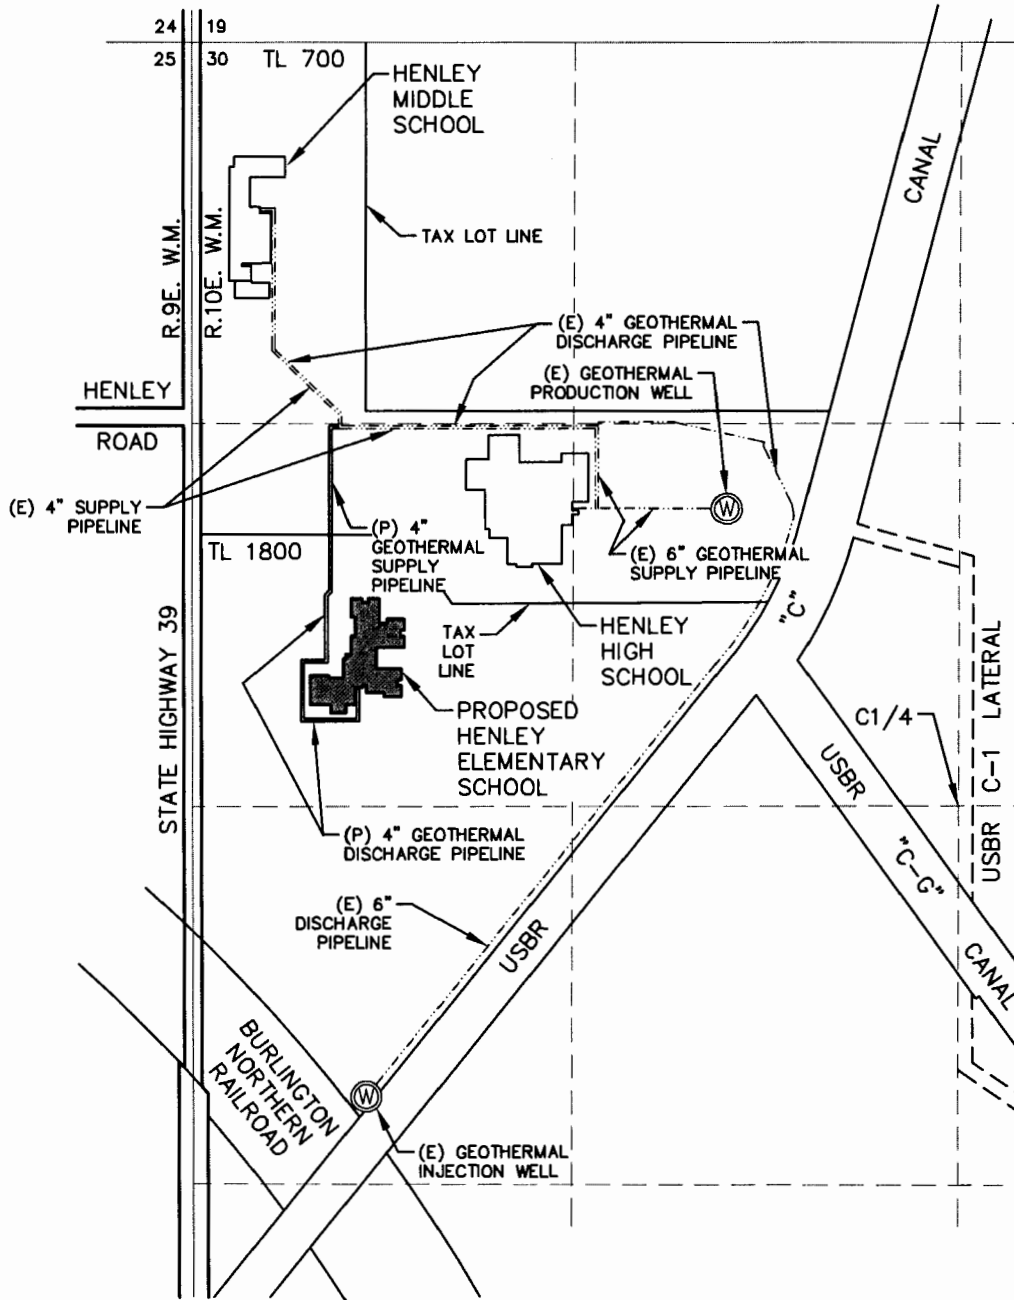 24 19
25 30
TL 700
HENLEY
MIDDLE
SCHOOL
CANAL
TAX LOT LINE
R.9E. W.M.
R.10E. W.M.
(E) 4" GEOTHERMAL
DISCHARGE PIPELINE
(E) GEOTHERMAL
PRODUCTION WELL
HENLEY
ROAD
W
(E) 4" SUPPLY
PIPELINE
(P) 4"
GEOTHERMAL
SUPPLY
PIPELINE
TL 1800
(E) 6" GEOTHERMAL
SUPPLY PIPELINE
"C"
TAX
LOT
LINE
HENLEY
HIGH
SCHOOL
STATE HIGHWAY 39
PROPOSED
HENLEY
ELEMENTARY
SCHOOL
C1/4
USBR C-1 LATERAL
USBR
"C-G"
CANAL
(P) 4" GEOTHERMAL
DISCHARGE PIPELINE
(E) 6"
DISCHARGE
PIPELINE
USBR
BURLINGTON
NORTHERN
RAILROAD
W
(E) GEOTHERMAL
INJECTION WELL